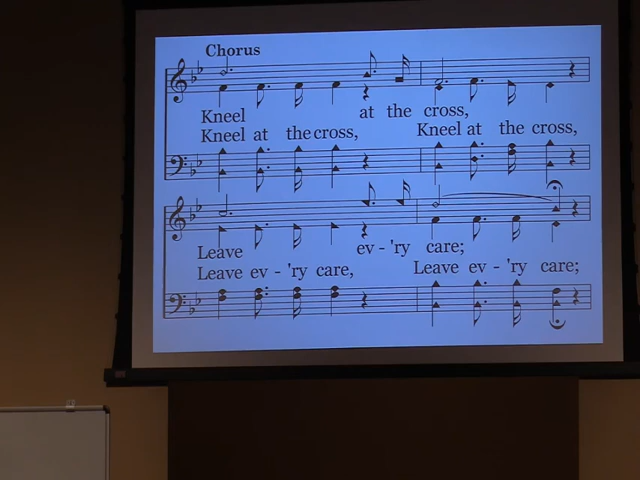 Chorus
Kneel at the cross,
Kneel at the cross, Kneel at the cross,
Leave ev - 'ry care;
Leave ev - 'ry care, Leave ev - 'ry care;